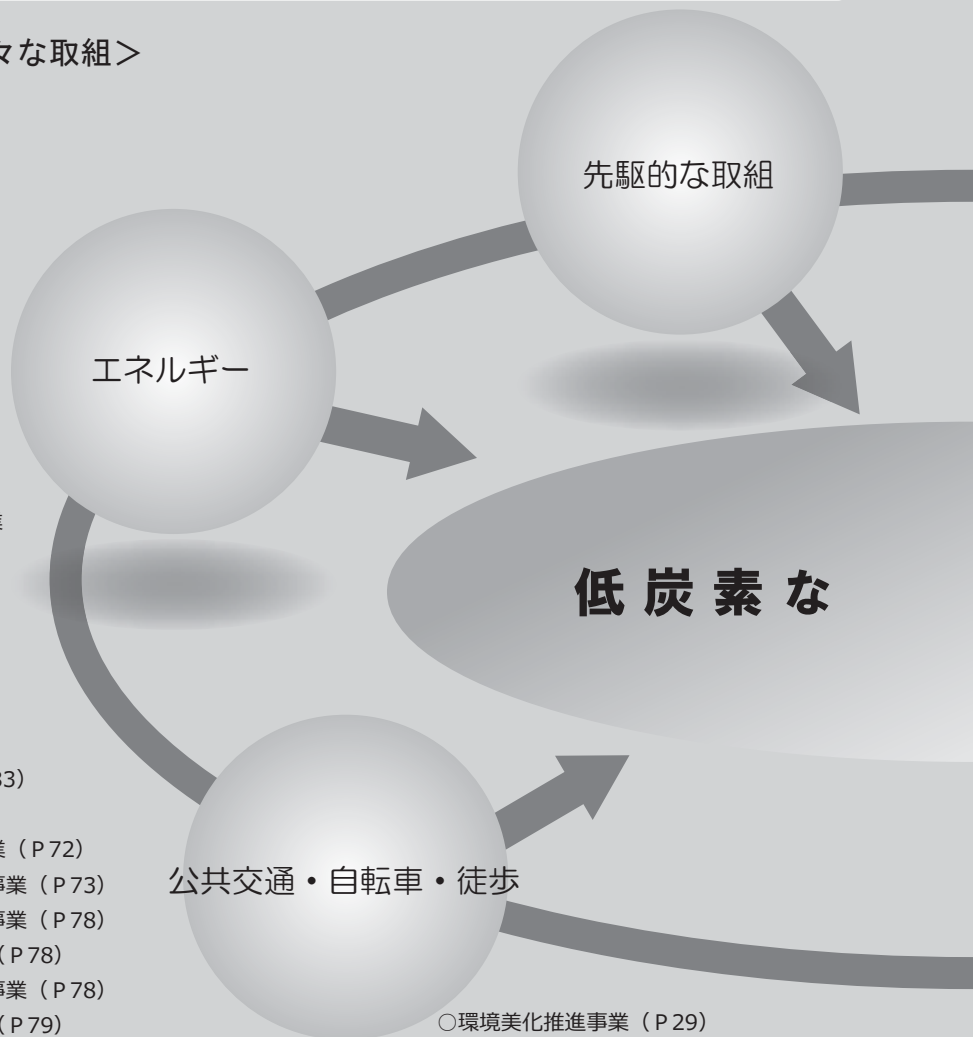 々な取組＞
先駆的な取組
エネルギー
低炭素な
83）
業（P72）
事業（P73）
公共交通・自転車・徒歩
事業（P78）
（P78）
事業（P78）
（P79）
○環境美化推進事業（P29）